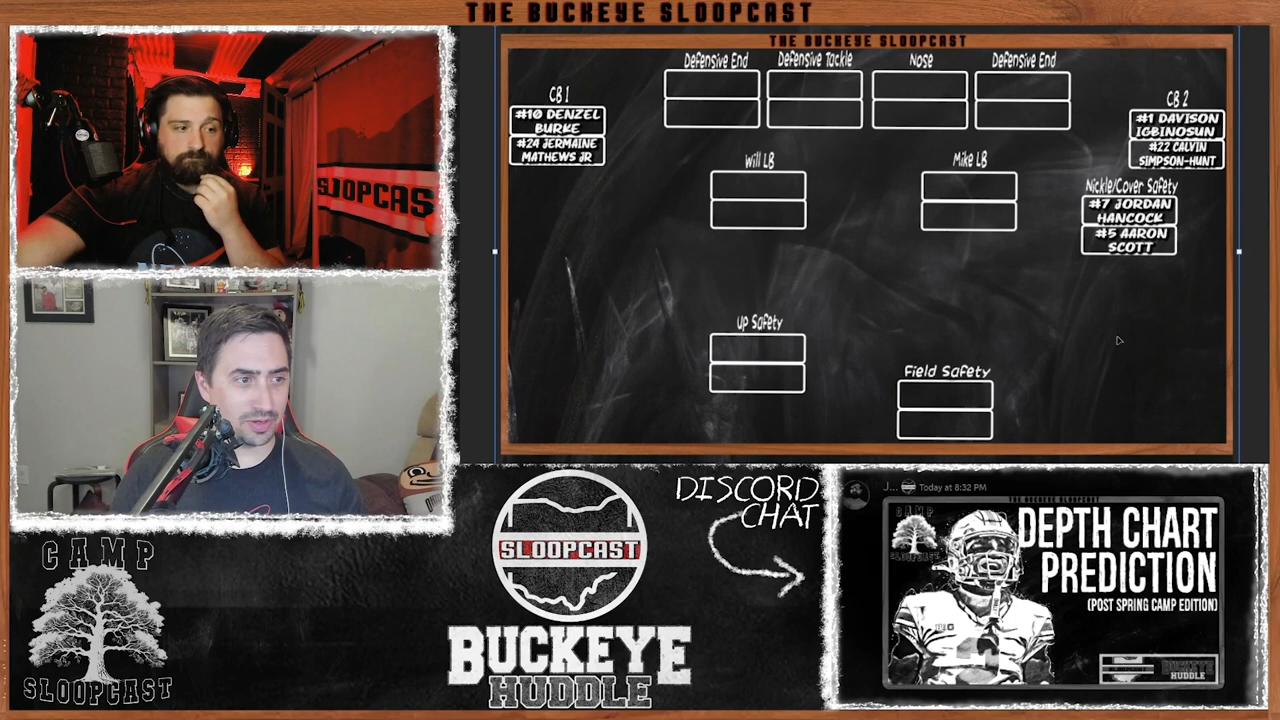 THE BUCKEYE SLOOPCAST
THE BUCKEYE SLOOPCAST
Defensive End
Defensive Tackle
Nose
Defensive End
CB 1
#10 DENZEL
BURKE
#24 JERMAINE
MATHEWS JR
CB 2
#1 DAVISON
IGBINOSUN
#22 CALVIN
SIMPSON-HUNT
Will LB
Mike LB
Nickle/Cover Safety
#7 JORDAN
HANCOCK
#5 AARON
SCOTT
Up Safety
Field Safety
SLOOPCAS
CAMP
SLOOPCAST
SLOOPCAST
BUCKEYE
HUDDLE
DISCORD
CHAT
J... Today at 8:32 PM
THE BUCKEYE SLOOPCAST
CAMP
DEPTH CHART
PREDICTION
(POST SPRING CAMP EDITION)
BUCKEYE
HUDDLE